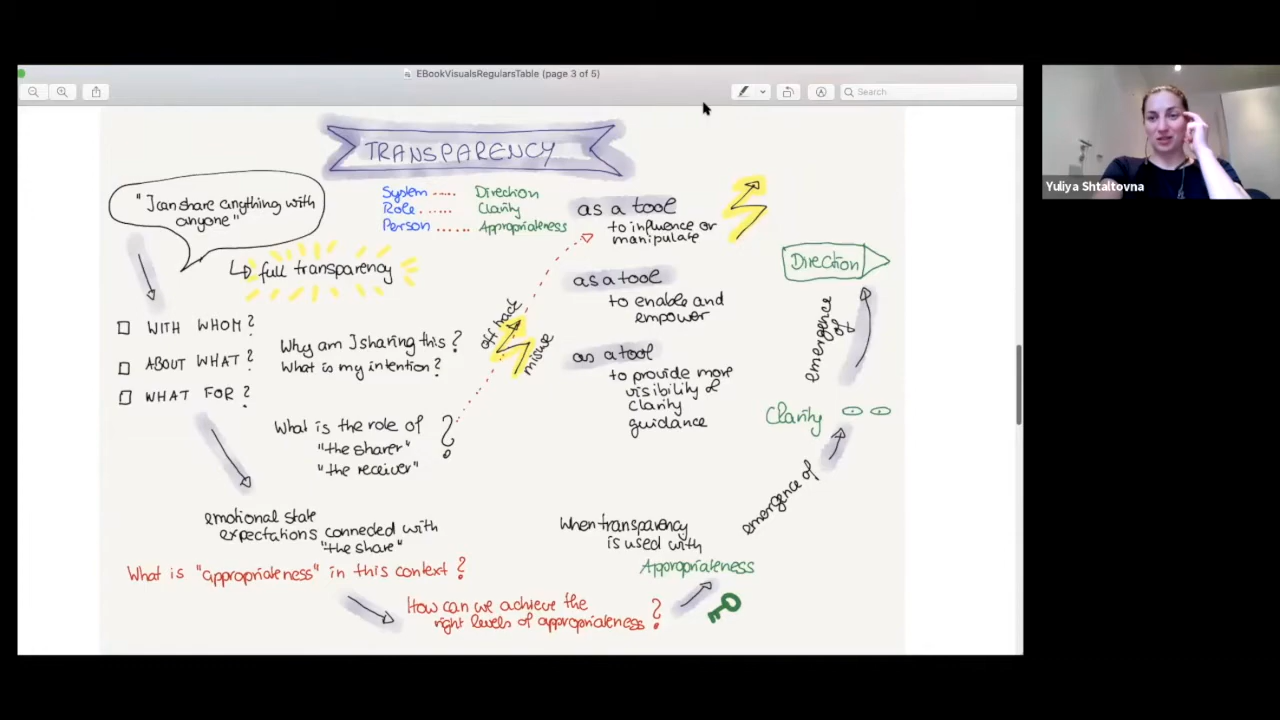 EBookVisualsRegularsTable (page 3 of 5)
Search
Yuliya Shtaltovna
TRANSPARENCY
"I can share anything with
anyone"
full transparency
System ..... Direction
Role ...... Clarity
Person ...... Appropriateness
as a tool
to influence or
manipulate
as a tool
to enable and
empower
as a tool
to provide more
visibility &
clarity
guidance
WITH WHOM?
ABOUT WHAT?
WHAT FOR?
Why am I sharing this?
What is my intention?
off track
misuse
What is the role of
"the sharer"
"the receiver"
?
emotional state
expectations connected with
"the share"
What is "appropriateness" in this context?
How can we achieve the
right levels of appropriateness?
When transparency
is used with
Appropriateness
emergence of
Clarity
emergence of
Direction